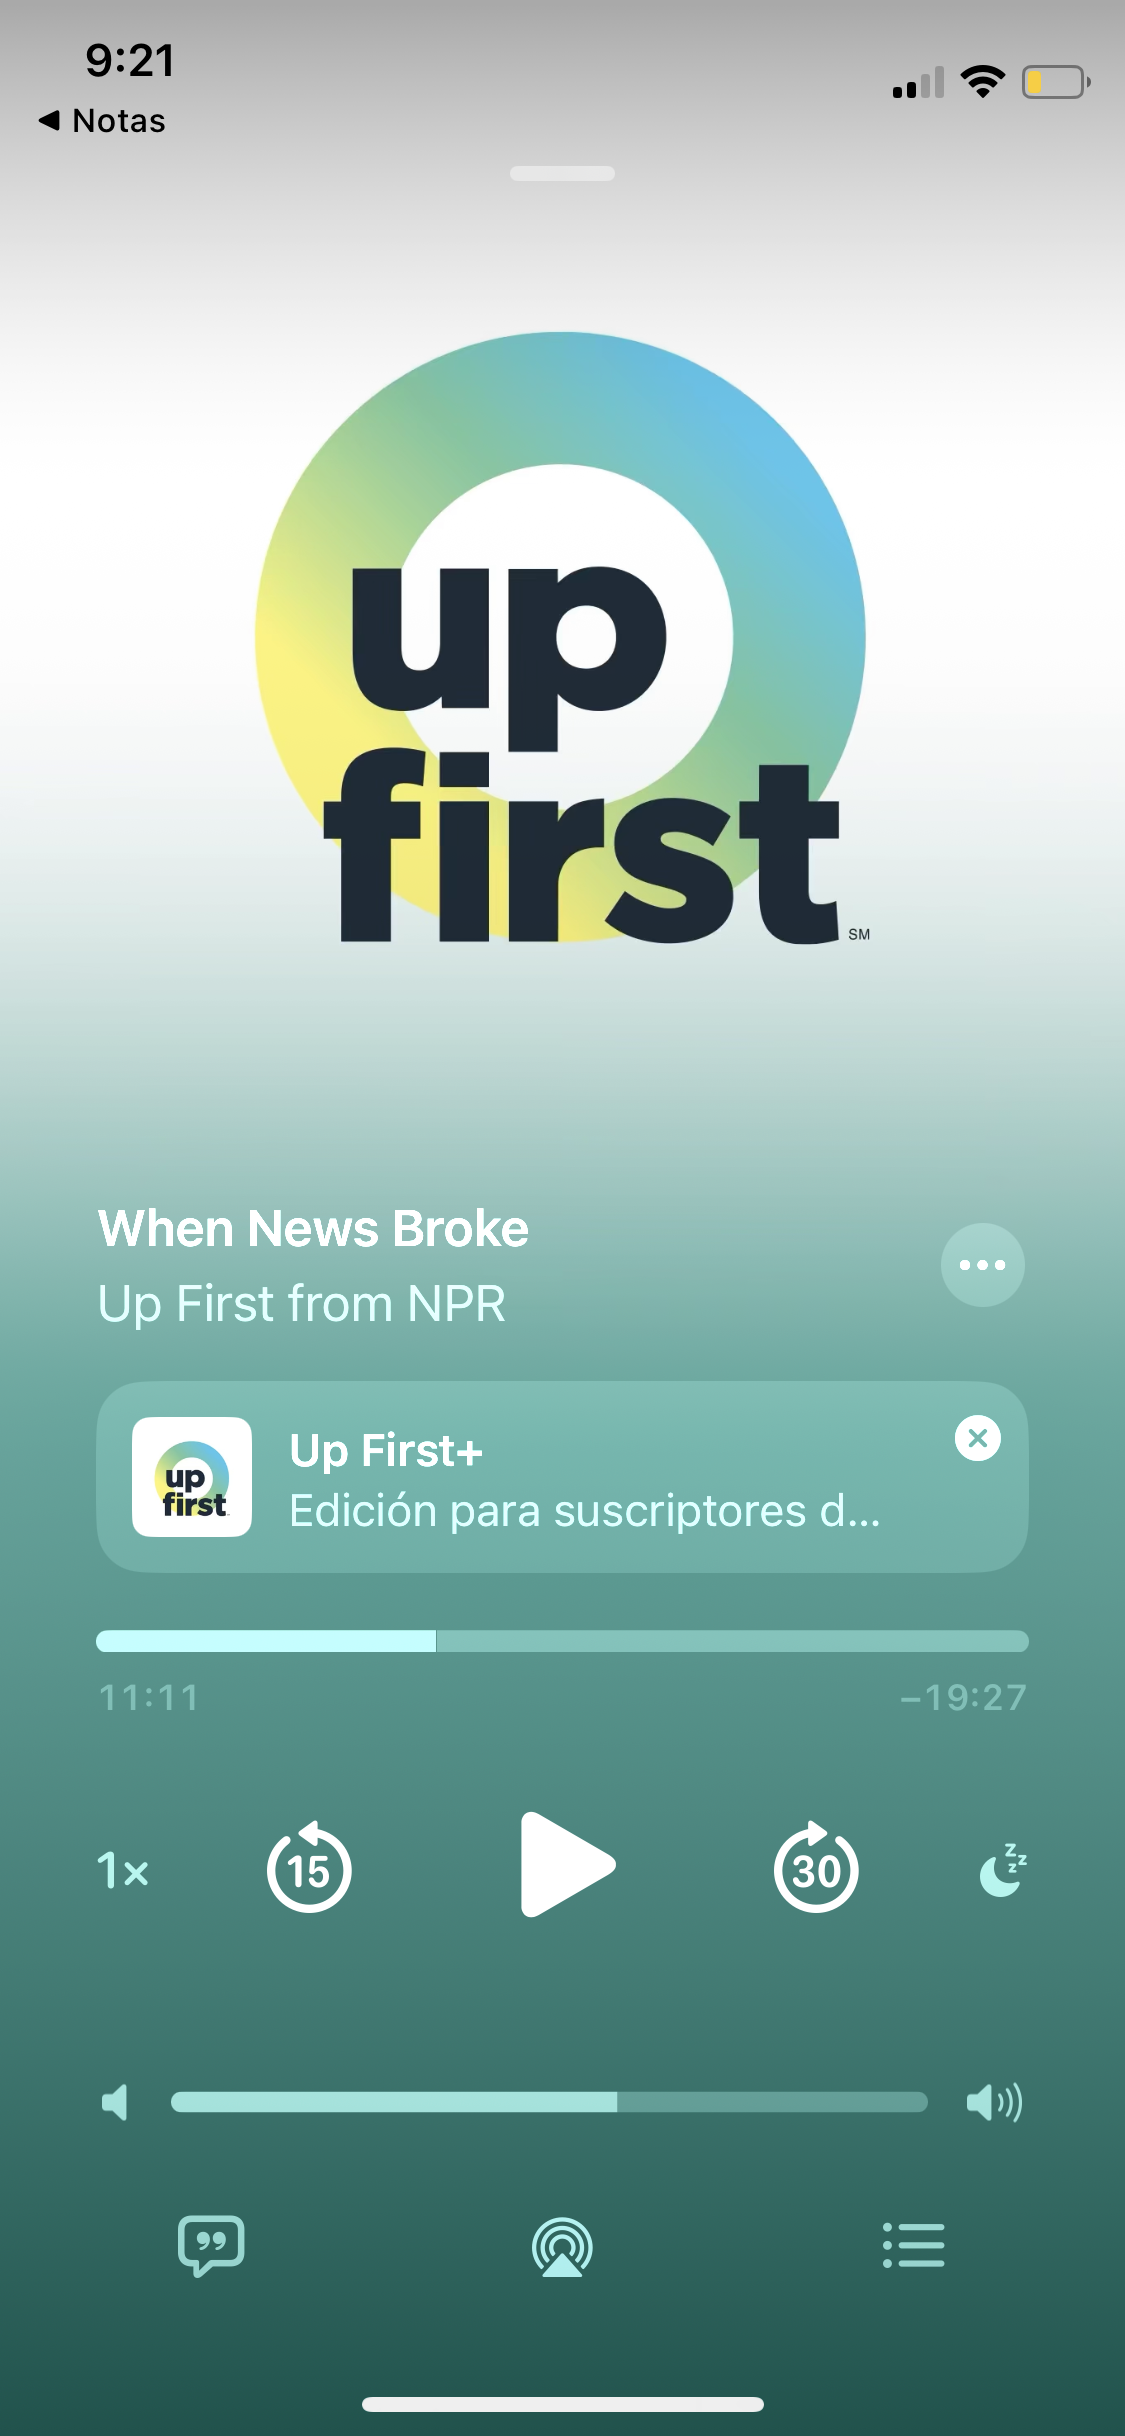 9:21
◀ Notas
up
first
SM
When News Broke
Up First from NPR
up
first
Up First+
Edición para suscriptores d...
11:11
–19:27
1×
15
30
zzz